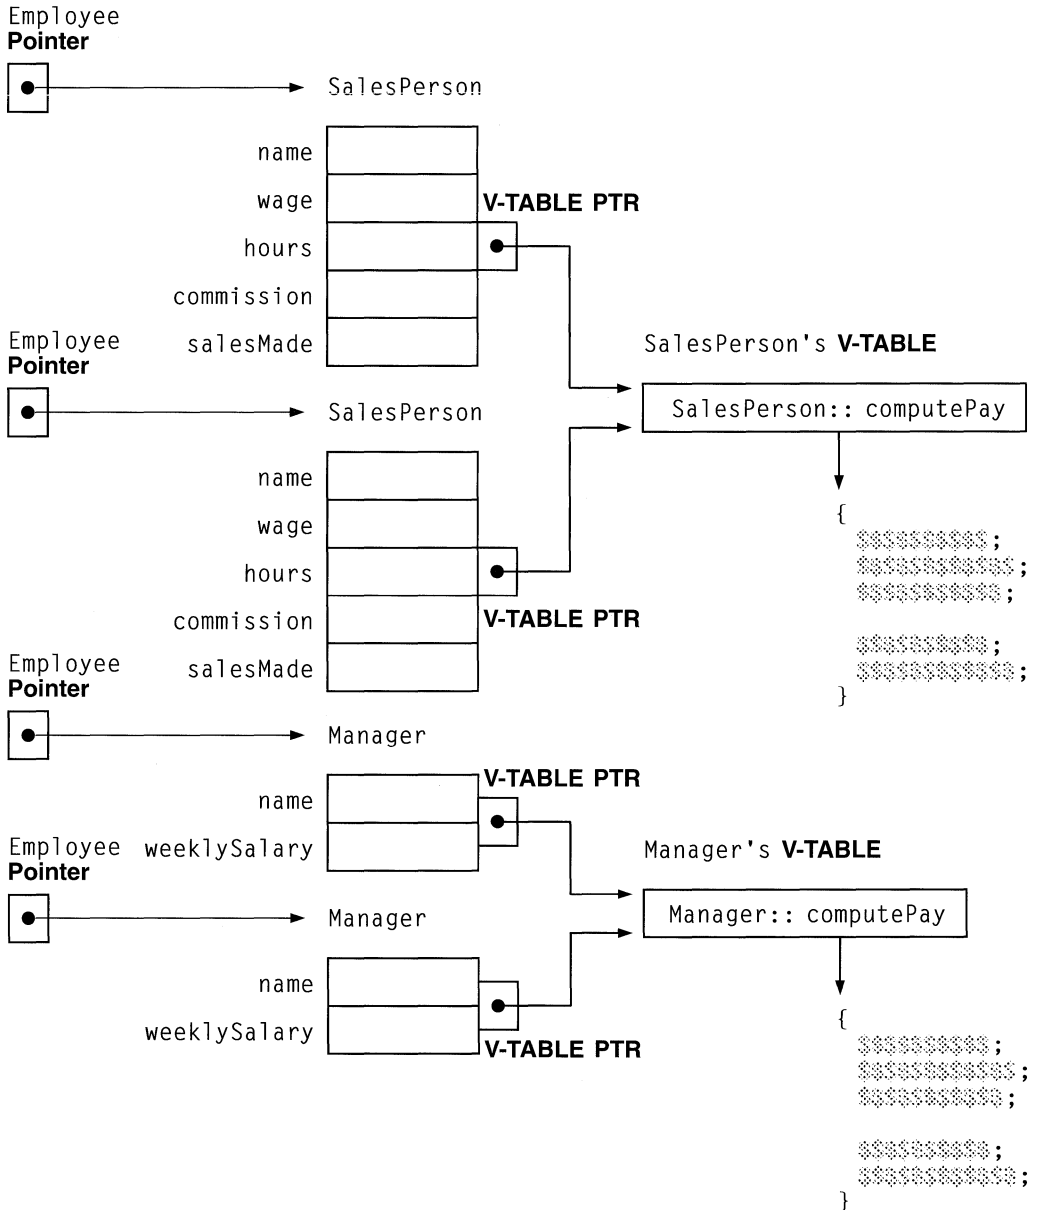 Employee
Pointer
SalesPerson
name
wage
V-TABLE PTR
hours
commission
salesMade
Employee
Pointer
SalesPerson's V-TABLE
SalesPerson
SalesPerson:: computePay
name
wage
hours
commission
V-TABLE PTR
salesMade
{
;
;
;
;
;
}
Employee
Pointer
Manager
V-TABLE PTR
name
weeklySalary
Employee
Pointer
Manager's V-TABLE
Manager
Manager:: computePay
name
weeklySalary
V-TABLE PTR
{
;
;
;
;
;
}